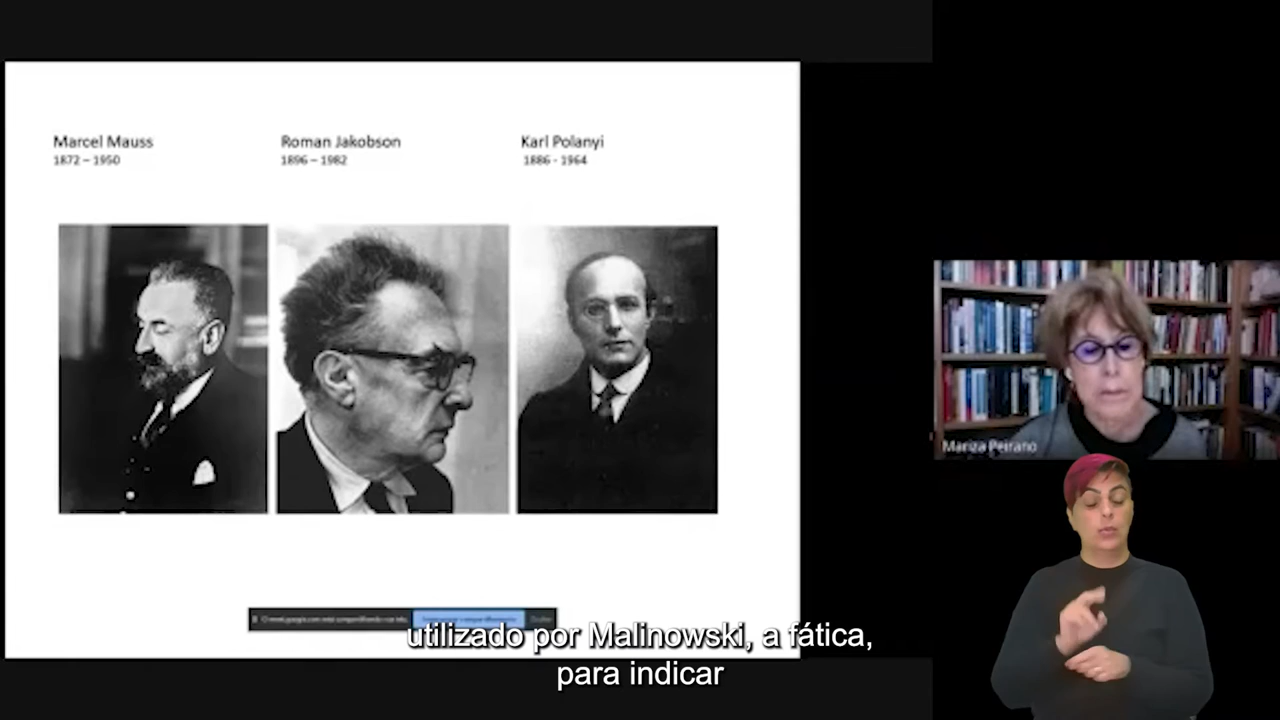 Marcel Mauss
1872 – 1950
Roman Jakobson
1896 – 1982
Karl Polanyi
1886 - 1964
Mariza Peirano
utilizado por Malinowski, a fática,
para indicar